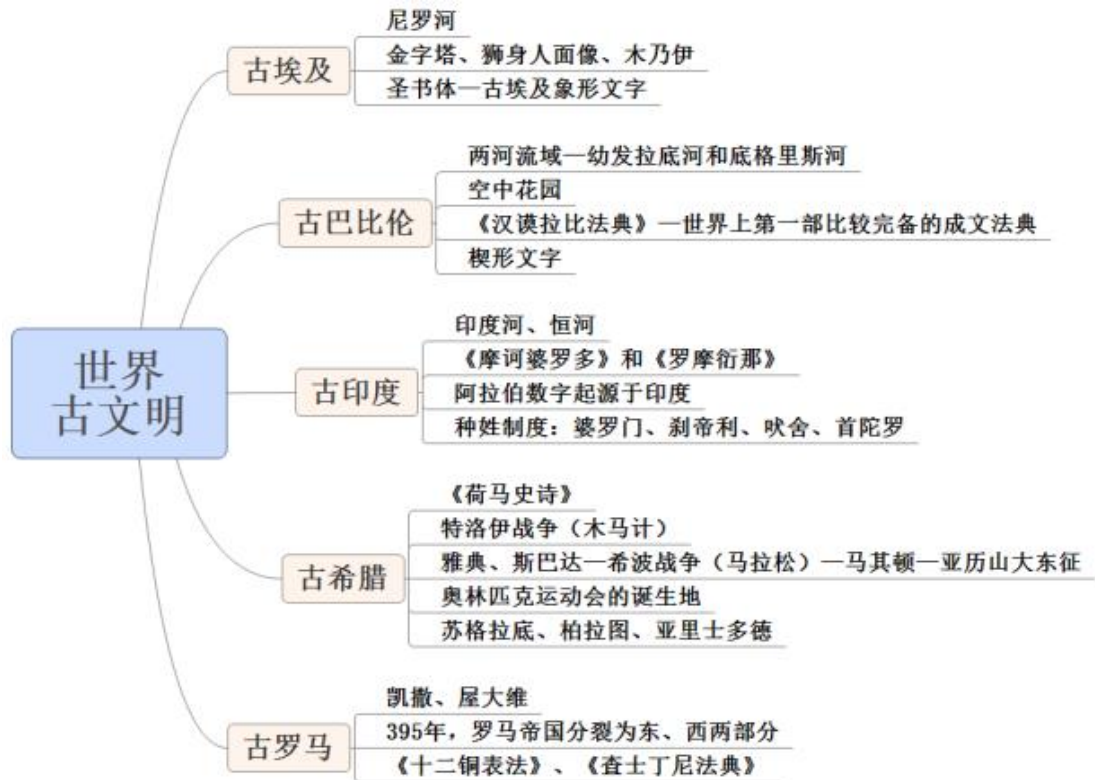 世界
古文明
古埃及
尼罗河
金字塔、狮身人面像、木乃伊
圣书体—古埃及象形文字
古巴比伦
两河流域—幼发拉底河和底格里斯河
空中花园
《汉谟拉比法典》—世界上第一部比较完备的成文法典
楔形文字
古印度
印度河、恒河
《摩诃婆罗多》和《罗摩衍那》
阿拉伯数字起源于印度
种姓制度：婆罗门、刹帝利、吠舍、首陀罗
古希腊
《荷马史诗》
特洛伊战争（木马计）
雅典、斯巴达—希波战争（马拉松）—马其顿—亚历山大东征
奥林匹克运动会的诞生地
苏格拉底、柏拉图、亚里士多德
古罗马
凯撒、屋大维
395年，罗马帝国分裂为东、西两部分
《十二铜表法》、《查士丁尼法典》